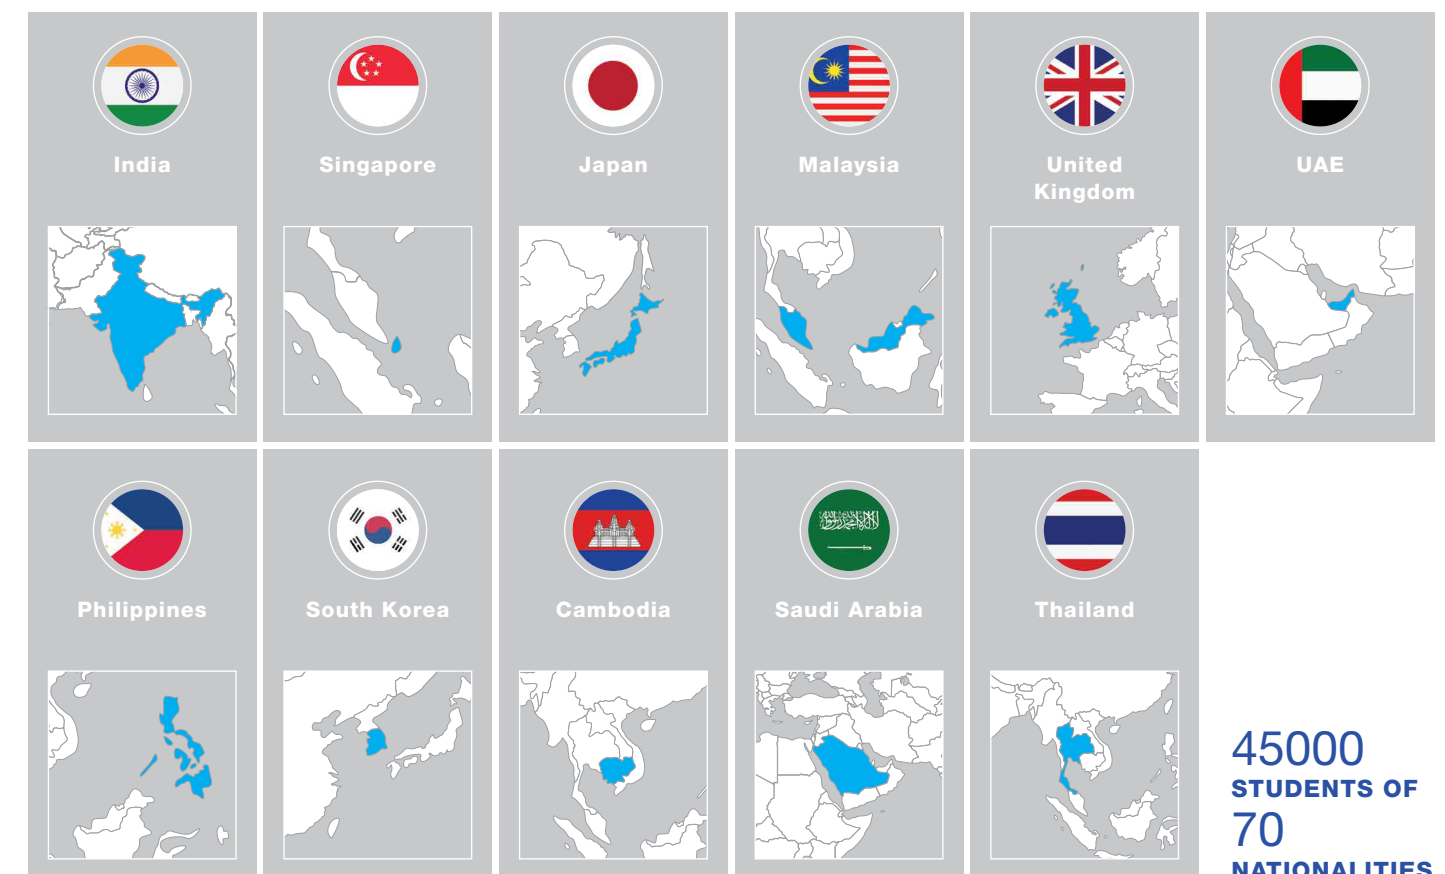 India
Singapore
Japan
Malaysia
United
Kingdom
UAE
Philippines
South Korea
Cambodia
Saudi Arabia
Thailand
45000
STUDENTS OF
70
NATIONALITIES